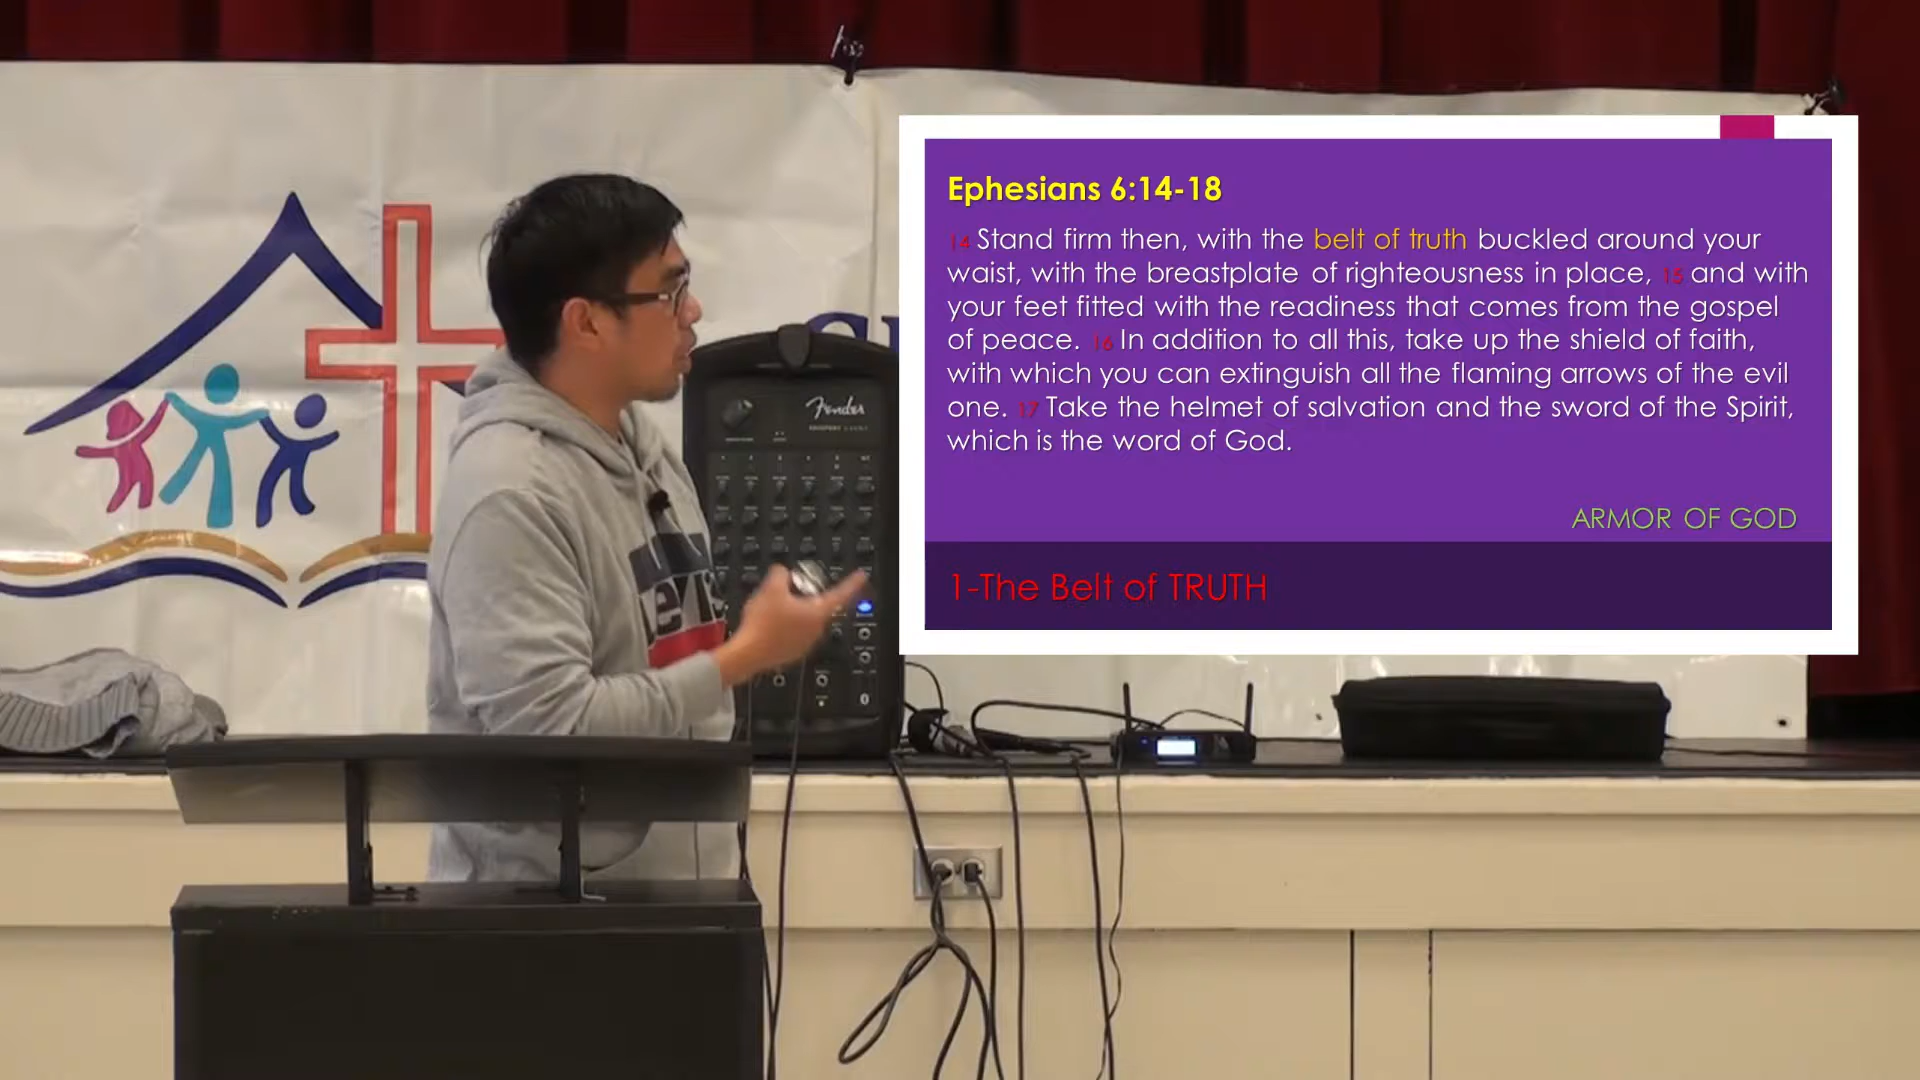 Ephesians 6:14-18
14 Stand firm then, with the belt of truth buckled around your
waist, with the breastplate of righteousness in place, 15 and with
your feet fitted with the readiness that comes from the gospel
of peace. 16 In addition to all this, take up the shield of faith,
with which you can extinguish all the flaming arrows of the evil
one. 17 Take the helmet of salvation and the sword of the Spirit,
which is the word of God.
ARMOR OF GOD
1-The Belt of TRUTH
Fender
Levi's